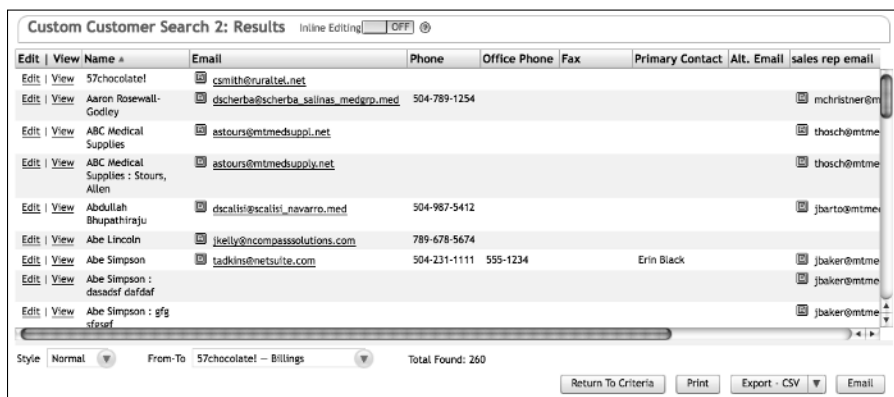 Custom Customer Search 2: Results Inline Editing OFF
Edit | View Name Email Phone Office Phone Fax Primary Contact Alt. Email sales rep email
Edit | View 57chocolate! csmith@ruraltel.net
Edit | View Aaron Rosewall- dscherba@scherba_salinas_medgrp.med 504-789-1254 mchristner@m
Godley
Edit | View ABC Medical astours@mtmedsuppl.net thosch@mtme
Supplies
Edit | View ABC Medical astours@mtmedsupply.net thosch@mtme
Supplies : Stours,
Allen
Edit | View Abdullah dscalisi@scalisi_navarro.med 504-987-5412 jbarto@mtmed
Bhupathiraju
Edit | View Abe Lincoln jkelly@ncompasssolutions.com 789-678-5674
Edit | View Abe Simpson tadkins@netsuite.com 504-231-1111 555-1234 Erin Black jbaker@mtme
Edit | View Abe Simpson : jbaker@mtme
dasadsf dafdaf
Edit | View Abe Simpson : gfg jbaker@mtme
Style Normal From-To 57chocolate! — Billings Total Found: 260
Return To Criteria Print Export - CSV Email